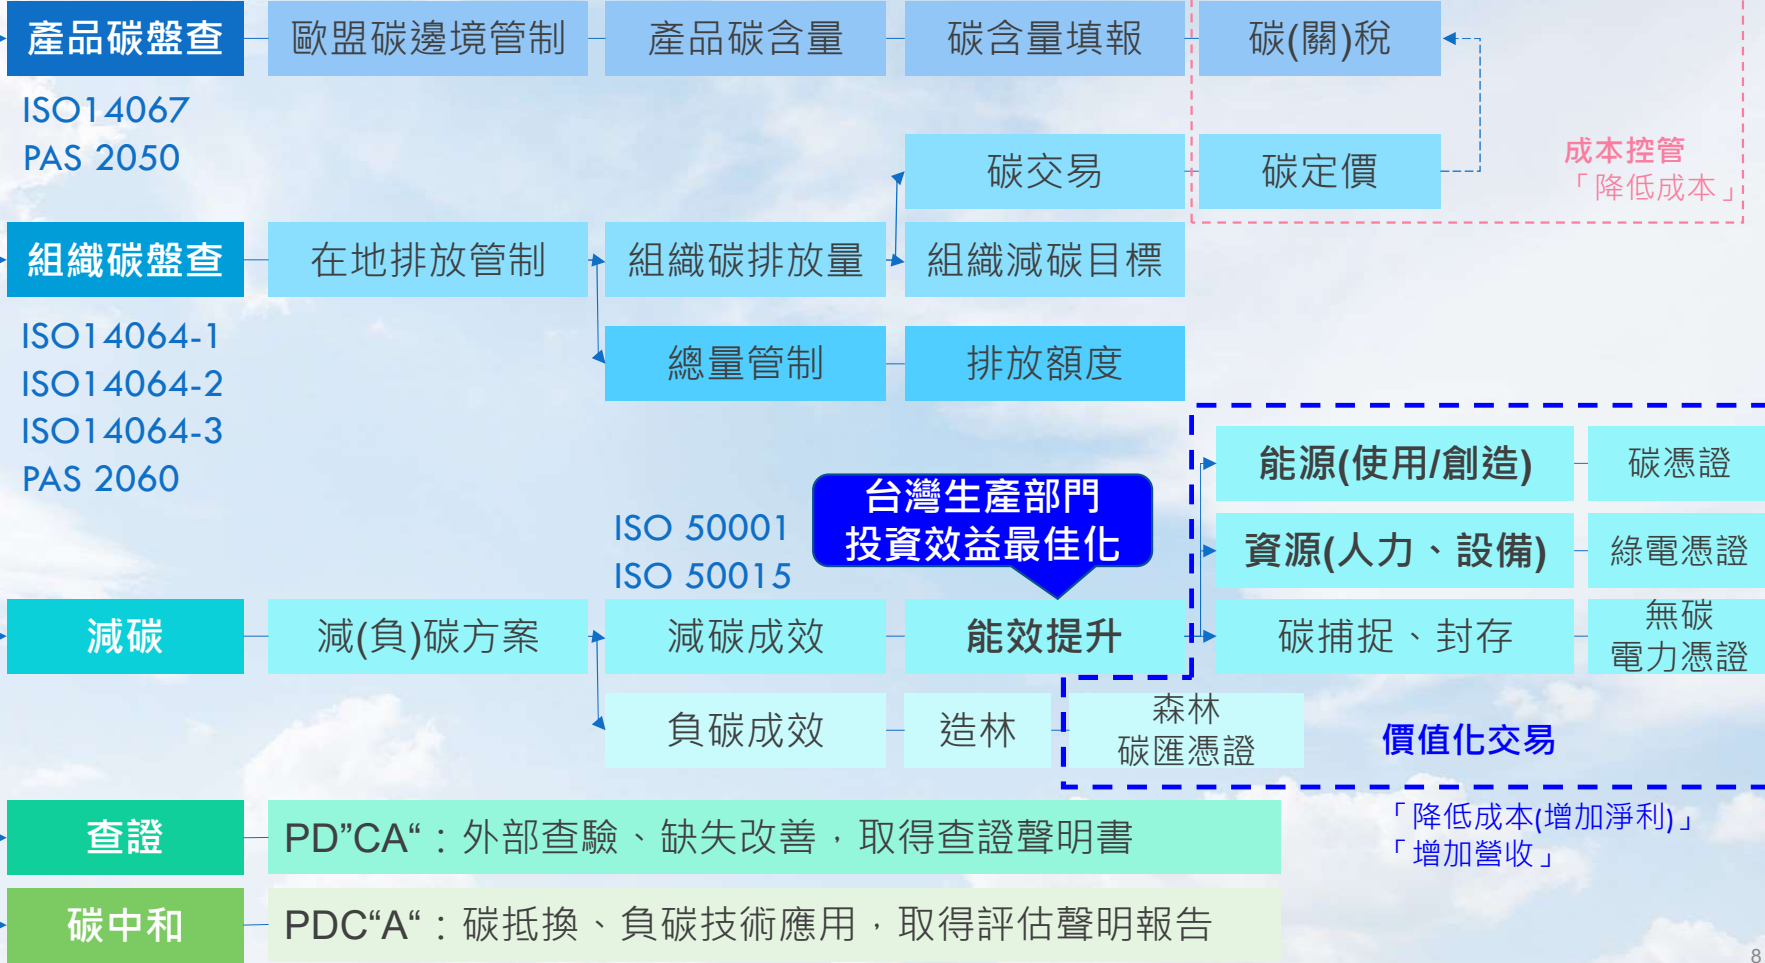 產品碳盤查
歐盟碳邊境管制
產品碳含量
碳含量填報
碳(關)稅
ISO14067
PAS 2050
碳交易
碳定價
成本控管
「降低成本」
組織碳盤查
在地排放管制
組織碳排放量
組織減碳目標
ISO14064-1
ISO14064-2
ISO14064-3
PAS 2060
總量管制
排放額度
台灣生產部門
投資效益最佳化
ISO 50001
ISO 50015
能源(使用/創造)
碳憑證
資源(人力、設備)
綠電憑證
減碳
減(負)碳方案
減碳成效
能效提升
碳捕捉、封存
無碳
電力憑證
負碳成效
造林
森林
碳匯憑證
價值化交易
「降低成本(增加淨利)」
「增加營收」
查證
PD”CA“：外部查驗、缺失改善，取得查證聲明書
碳中和
PDC“A“：碳抵換、負碳技術應用，取得評估聲明報告
8